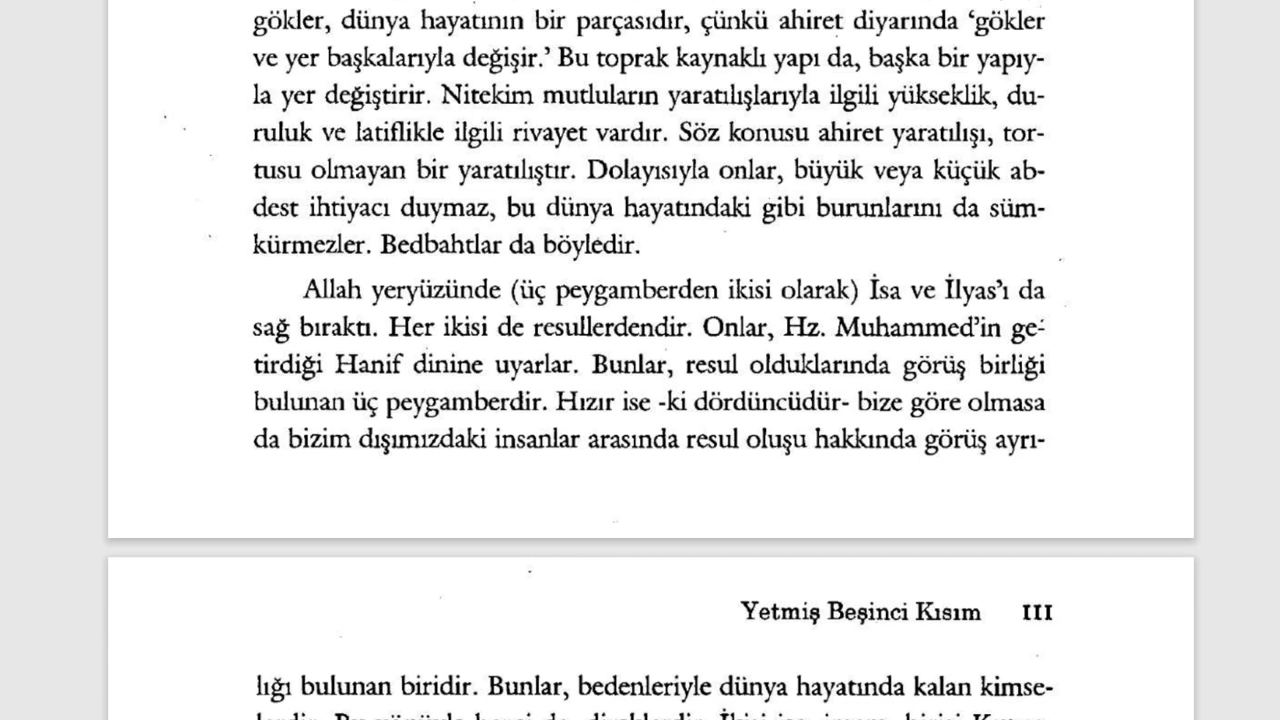 gökler, dünya hayatının bir parçasıdır, çünkü ahiret diyarında ‘gökler
ve yer başkalarıyla değişir.’ Bu toprak kaynaklı yapı da, başka bir yapıy-
la yer değiştirir. Nitekim mutluların yaratılışlarıyla ilgili yükseklik, du-
ruluk ve latiflikle ilgili rivayet vardır. Söz konusu ahiret yaratılışı, tor-
tusu olmayan bir yaratılıştır. Dolayısıyla onlar, büyük veya küçük ab-
dest ihtiyacı duymaz, bu dünya hayatındaki gibi burunlarını da süm-
kürmezler. Bedbahtlar da böyledir.
Allah yeryüzünde (üç peygamberden ikisi olarak) İsa ve İlyas’ı da
sağ bıraktı. Her ikisi de resullerdendir. Onlar, Hz. Muhammed’in ge-
tirdiği Hanif dinine uyarlar. Bunlar, resul olduklarında görüş birliği
bulunan üç peygamberdir. Hızır ise -ki dördüncüdür- bize göre olmasa
da bizim dışımızdaki insanlar arasında resul oluşu hakkında görüş ayrı-
Yetmiş Beşinci Kısım III
lığı bulunan biridir. Bunlar, bedenleriyle dünya hayatında kalan kimse-